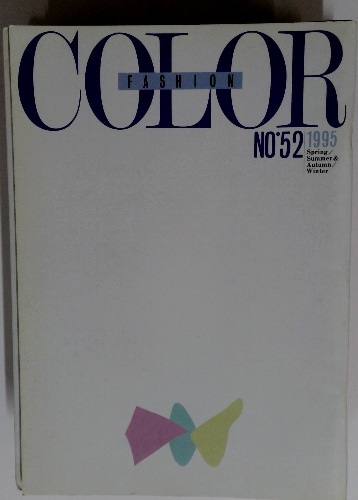 COLOR
FASHION
NO°52
1995
Spring/
Summer &
Autumn/
Winter